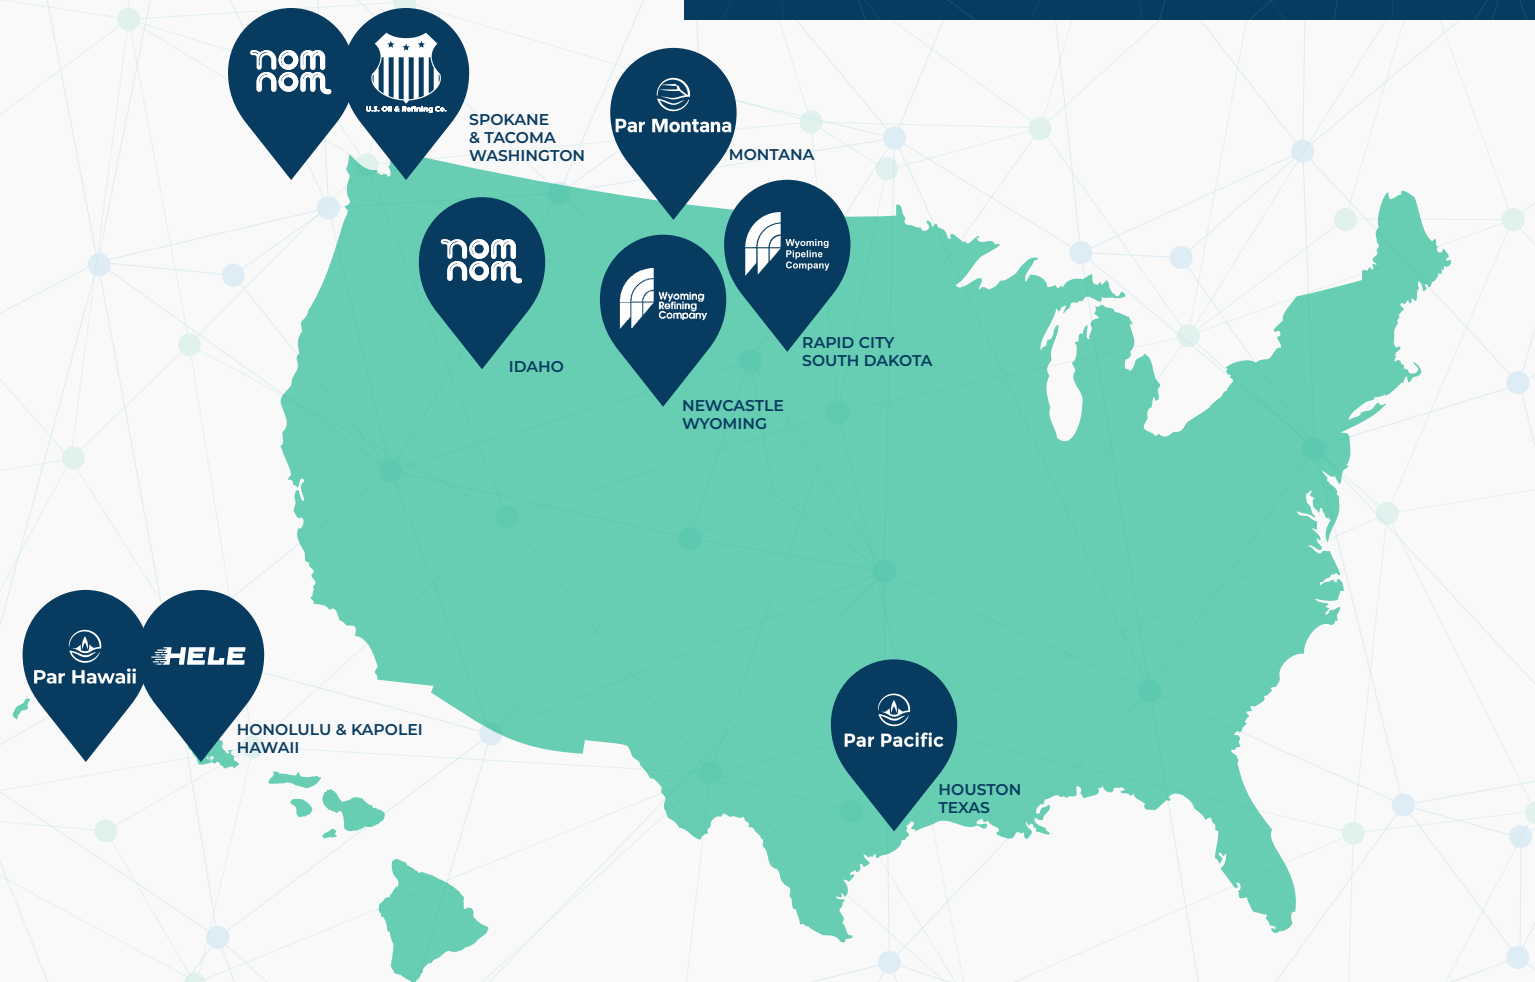 nom
nom
U.S. Oil & Refining Co.
SPOKANE
& TACOMA
WASHINGTON
Par Montana
MONTANA
nom
nom
IDAHO
Wyoming
Refining
Company
NEWCASTLE
WYOMING
Wyoming
Pipeline
Company
RAPID CITY
SOUTH DAKOTA
Par Hawaii
HELE
HONOLULU & KAPOLEI
HAWAII
Par Pacific
HOUSTON
TEXAS